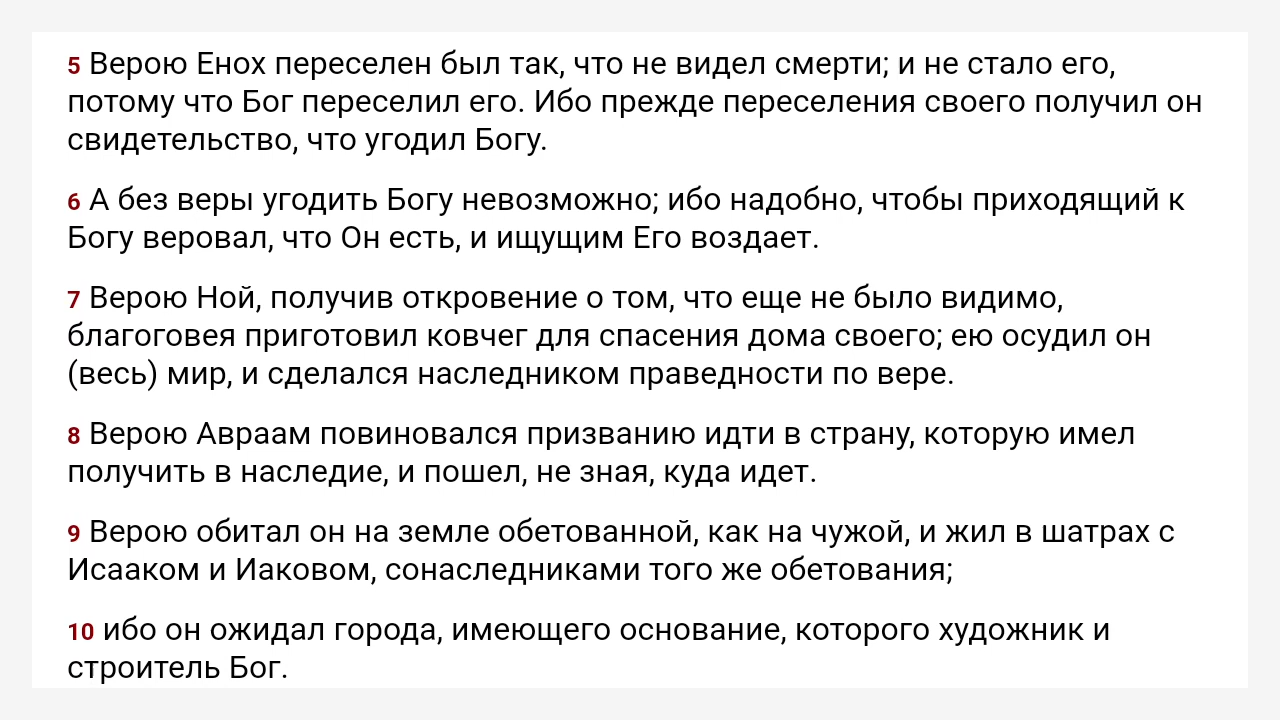 5 Верою Енох переселен был так, что не видел смерти; и не стало его,
потому что Бог переселил его. Ибо прежде переселения своего получил он
свидетельство, что угодил Богу.
6 А без веры угодить Богу невозможно; ибо надобно, чтобы приходящий к
Богу веровал, что Он есть, и ищущим Его воздает.
7 Верою Ной, получив откровение о том, что еще не было видимо,
благоговея приготовил ковчег для спасения дома своего; ею осудил он
(весь) мир, и сделался наследником праведности по вере.
8 Верою Авраам повиновался призванию идти в страну, которую имел
получить в наследие, и пошел, не зная, куда идет.
9 Верою обитал он на земле обетованной, как на чужой, и жил в шатрах с
Исааком и Иаковом, сонаследниками того же обетования;
10 ибо он ожидал города, имеющего основание, которого художник и
строитель Бог.